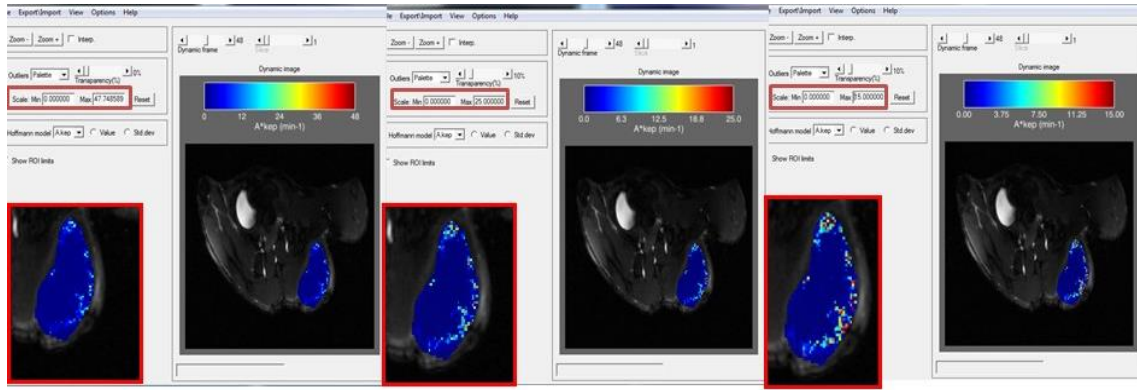 e Export\Import View Options Help
Zoom - Zoom + Interp.
Outliers Palette Transparency(%) 0%
Scale: Min 0.000000 Max 47.748589 Reset
Hoffmann model A.kep Value Std.dev
Show ROI limits
48 1
Dynamic frame Slice
Dynamic image
0 12 24 36 48
A*kep (min-1)
le Export\Import View Options Help
Zoom - Zoom + Interp.
Outliers Palette Transparency(%) 10%
Scale: Min 0.000000 Max 25.000000 Reset
Hoffmann model A.kep Value Std.dev
Show ROI limits
48 1
Dynamic frame Slice
Dynamic image
0.0 6.3 12.5 18.8 25.0
A*kep (min-1)
le Export\Import View Options Help
Zoom - Zoom + Interp.
Outliers Palette Transparency(%) 10%
Scale: Min 0.000000 Max 15.000000 Reset
Hoffmann model A.kep Value Std.dev
Show ROI limits
48 1
Dynamic frame Slice
Dynamic image
0.00 3.75 7.50 11.25 15.00
A*kep (min-1)